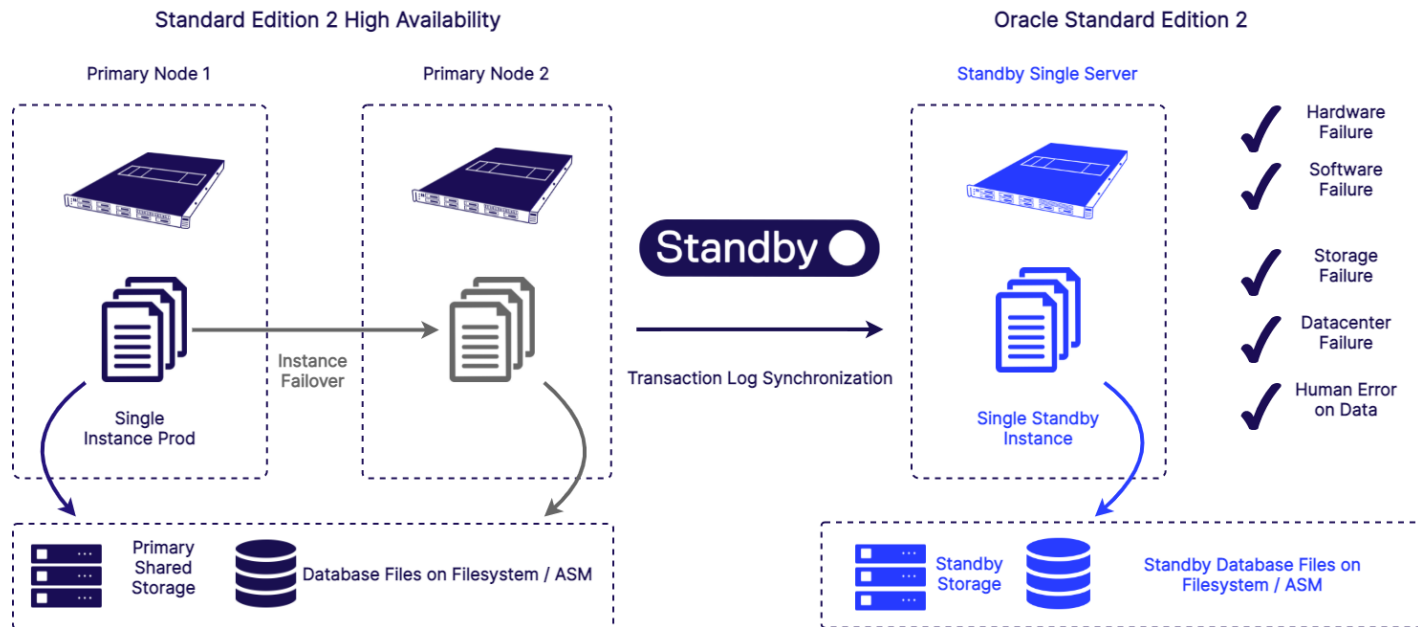 Standard Edition 2 High Availability
Oracle Standard Edition 2
Primary Node 1
Primary Node 2
Standby Single Server
Hardware
Failure
Software
Failure
Standby
Storage
Failure
Instance
Failover
Datacenter
Failure
Transaction Log Synchronization
Single
Instance Prod
Single Standby
Instance
Human Error
on Data
Primary
Shared
Storage
Database Files on Filesystem / ASM
Standby
Storage
Standby Database Files on
Filesystem / ASM